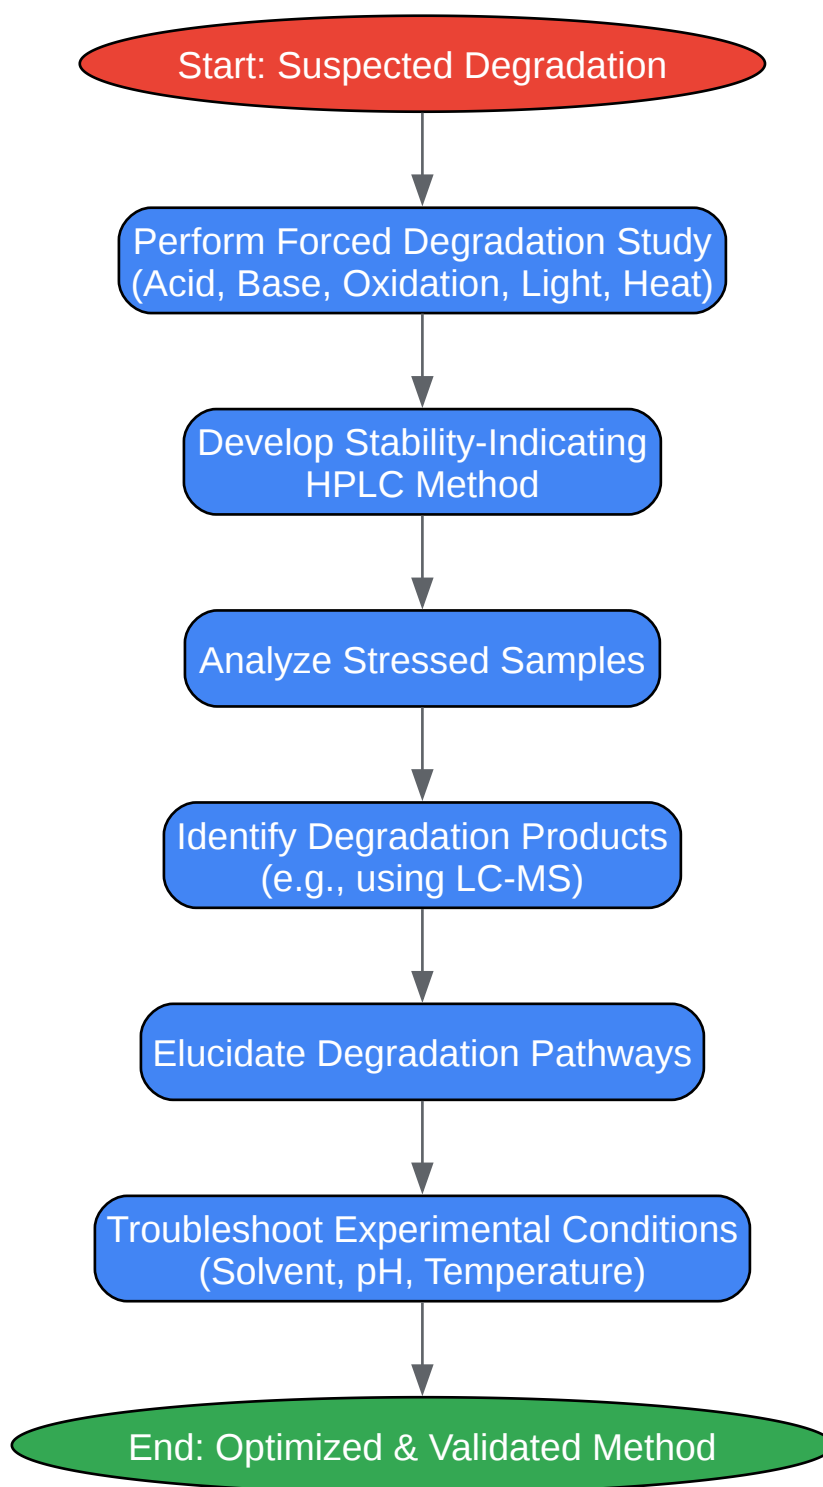 Start: Suspected Degradation
Perform Forced Degradation Study
(Acid, Base, Oxidation, Light, Heat)
Develop Stability-Indicating
HPLC Method
Analyze Stressed Samples
Identify Degradation Products
(e.g., using LC-MS)
Elucidate Degradation Pathways
Troubleshoot Experimental Conditions
(Solvent, pH, Temperature)
End: Optimized & Validated Method